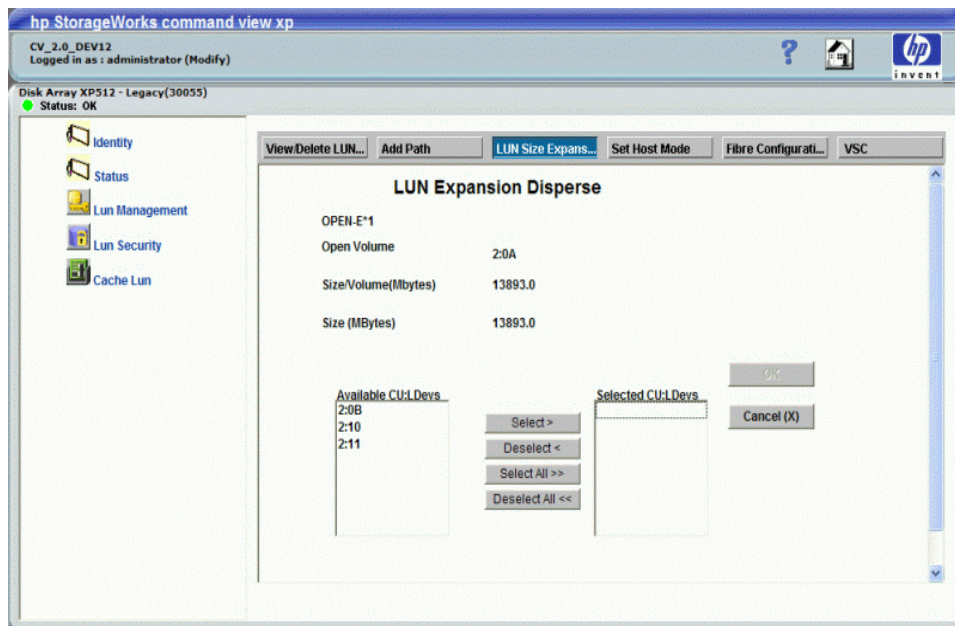 hp StorageWorks command view xp
CV_2.0_DEV12
Logged in as : administrator (Modify)
?
hp
invent
Disk Array XP512 - Legacy(30055)
Status: OK
Identity
Status
Lun Management
Lun Security
Cache Lun
View/Delete LUN... Add Path LUN Size Expans... Set Host Mode Fibre Configurati... VSC
LUN Expansion Disperse
OPEN-E*1
Open Volume 2:0A
Size/Volume(Mbytes) 13893.0
Size (MBytes) 13893.0
Available CU:LDevs
2:0B
2:10
2:11
Select >
Deselect <
Select All >>
Deselect All <<
Selected CU:LDevs
OK
Cancel (X)